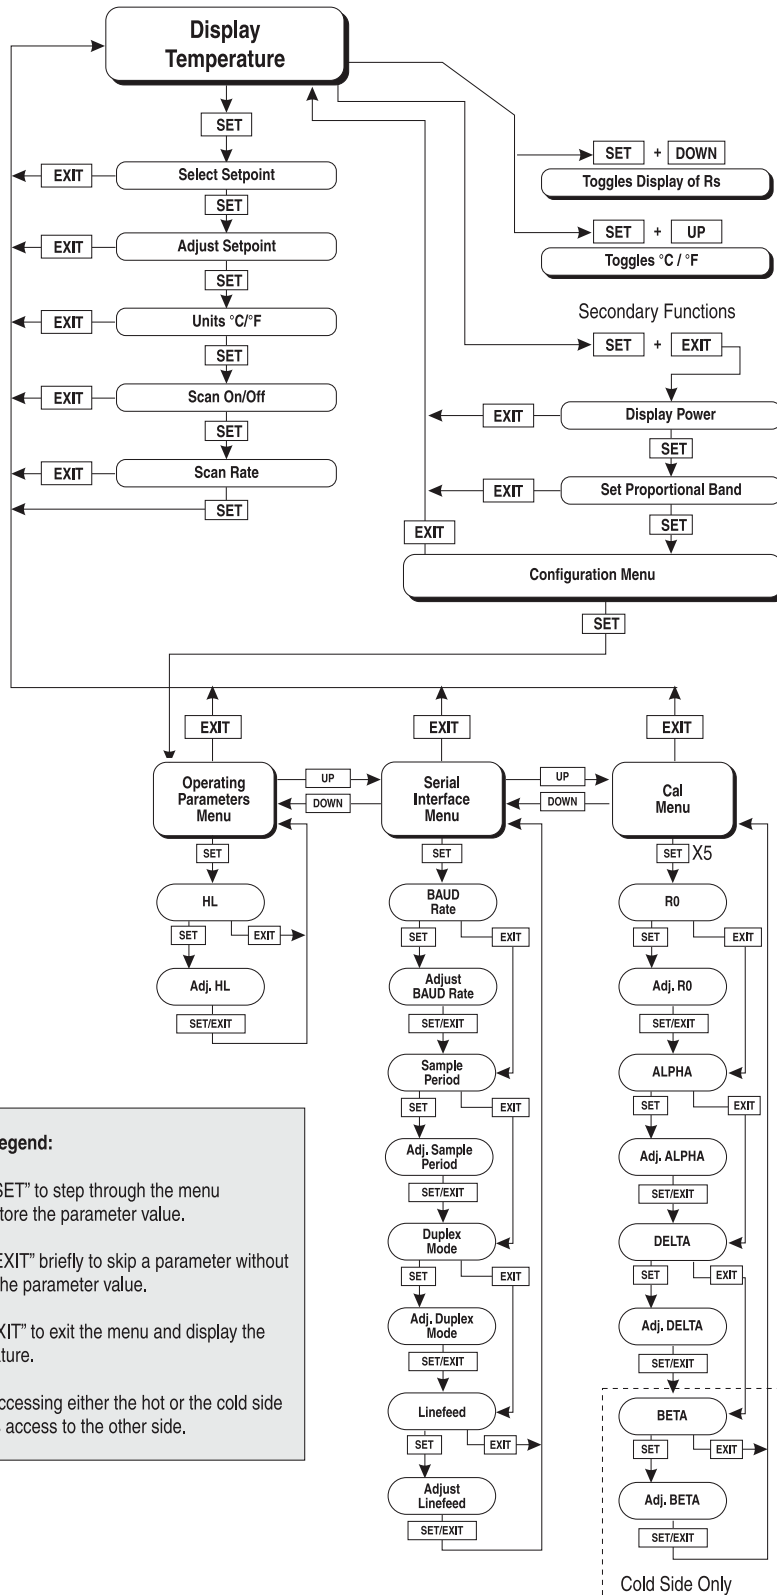 Display
Temperature
SET
SET + DOWN
EXIT
Select Setpoint
Toggles Display of Rs
SET
SET + UP
EXIT
Adjust Setpoint
Toggles °C / °F
SET
Secondary Functions
EXIT
Units °C/°F
SET + EXIT
SET
EXIT
Scan On/Off
EXIT
Display Power
SET
SET
EXIT
Scan Rate
EXIT
Set Proportional Band
SET
SET
EXIT
Configuration Menu
SET
EXIT
EXIT
EXIT
Operating
Parameters
Menu
UP
DOWN
Serial
Interface
Menu
UP
DOWN
Cal
Menu
SET
SET
SET X5
HL
BAUD
Rate
R0
SET
EXIT
SET
EXIT
SET
EXIT
Adj. HL
Adjust
BAUD Rate
Adj. R0
SET/EXIT
SET/EXIT
SET/EXIT
Sample
Period
ALPHA
SET
EXIT
SET
EXIT
Adj. Sample
Period
Adj. ALPHA
SET/EXIT
SET/EXIT
Duplex
Mode
DELTA
SET
EXIT
SET
EXIT
Adj. Duplex
Mode
Adj. DELTA
SET/EXIT
SET/EXIT
Linefeed
BETA
SET
EXIT
SET
EXIT
Adjust
Linefeed
Adj. BETA
SET/EXIT
SET/EXIT
Cold Side Only
egend:
SET" to step through the menu
tore the parameter value.
EXIT" briefly to skip a parameter without
the parameter value.
XIT" to exit the menu and display the
ature.
ccessing either the hot or the cold side
s access to the other side.